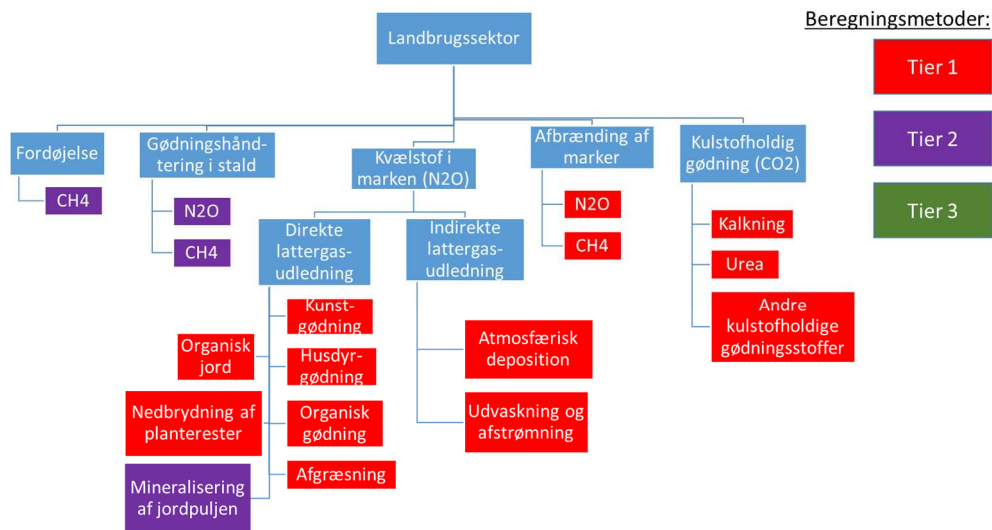 Beregningsmetoder:
Landbrugssektor
Tier 1
Tier 2
Tier 3
Fordøjelse
CH4
Gødningshånd-
tering i stald
N2O
CH4
Kvælstof i
marken (N2O)
Direkte
lattergas-
udledning
Kunst-
gødning
Organisk
jord
Husdyr-
gødning
Nedbrydning af
planterester
Organisk
gødning
Mineralisering
af jordpuljen
Afgræsning
Indirekte
lattergas-
udledning
Atmosfærisk
deposition
Udvaskning og
afstrømning
Afbrænding af
marker
N2O
CH4
Kulstofholdig
gødning (CO2)
Kalkning
Urea
Andre
kulstofholdige
gødningsstoffer